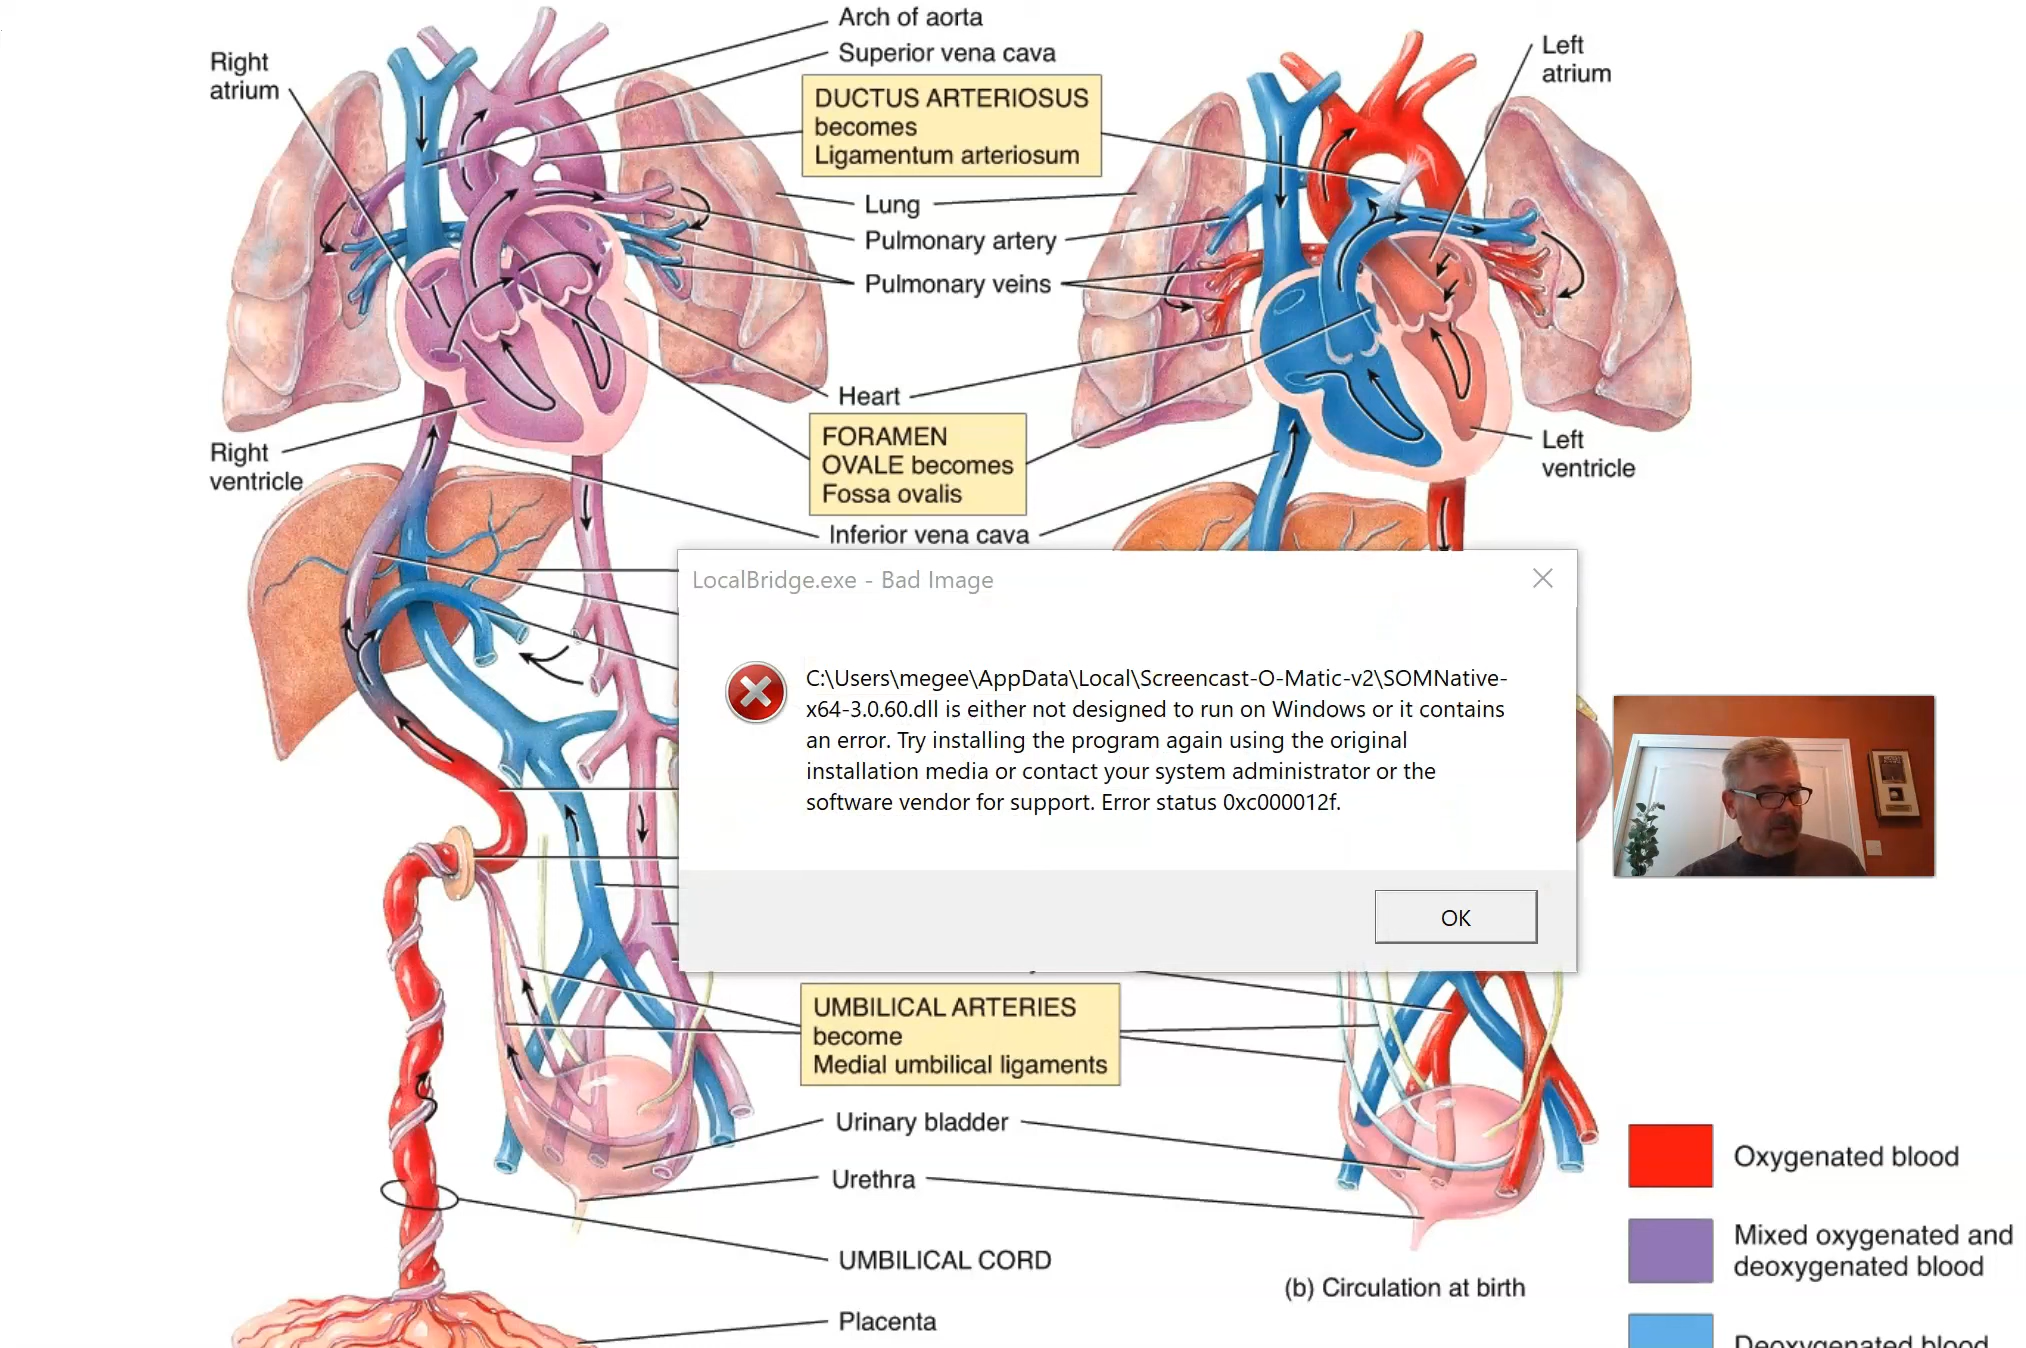 Arch of aorta
Superior vena cava
Right
atrium
Left
atrium
DUCTUS ARTERIOSUS
becomes
Ligamentum arteriosum
Lung
Pulmonary artery
Pulmonary veins
Heart
FORAMEN
OVALE becomes
Fossa ovalis
Right
ventricle
Left
ventricle
Inferior vena cava
LocalBridge.exe - Bad Image
C:\Users\megee\AppData\Local\Screencast-O-Matic-v2\SOMNative-
x64-3.0.60.dll is either not designed to run on Windows or it contains
an error. Try installing the program again using the original
installation media or contact your system administrator or the
software vendor for support. Error status 0xc000012f.
OK
UMBILICAL ARTERIES
become
Medial umbilical ligaments
Urinary bladder
Urethra
UMBILICAL CORD
Placenta
(b) Circulation at birth
Oxygenated blood
Mixed oxygenated and
deoxygenated blood
Deoxygenated blood